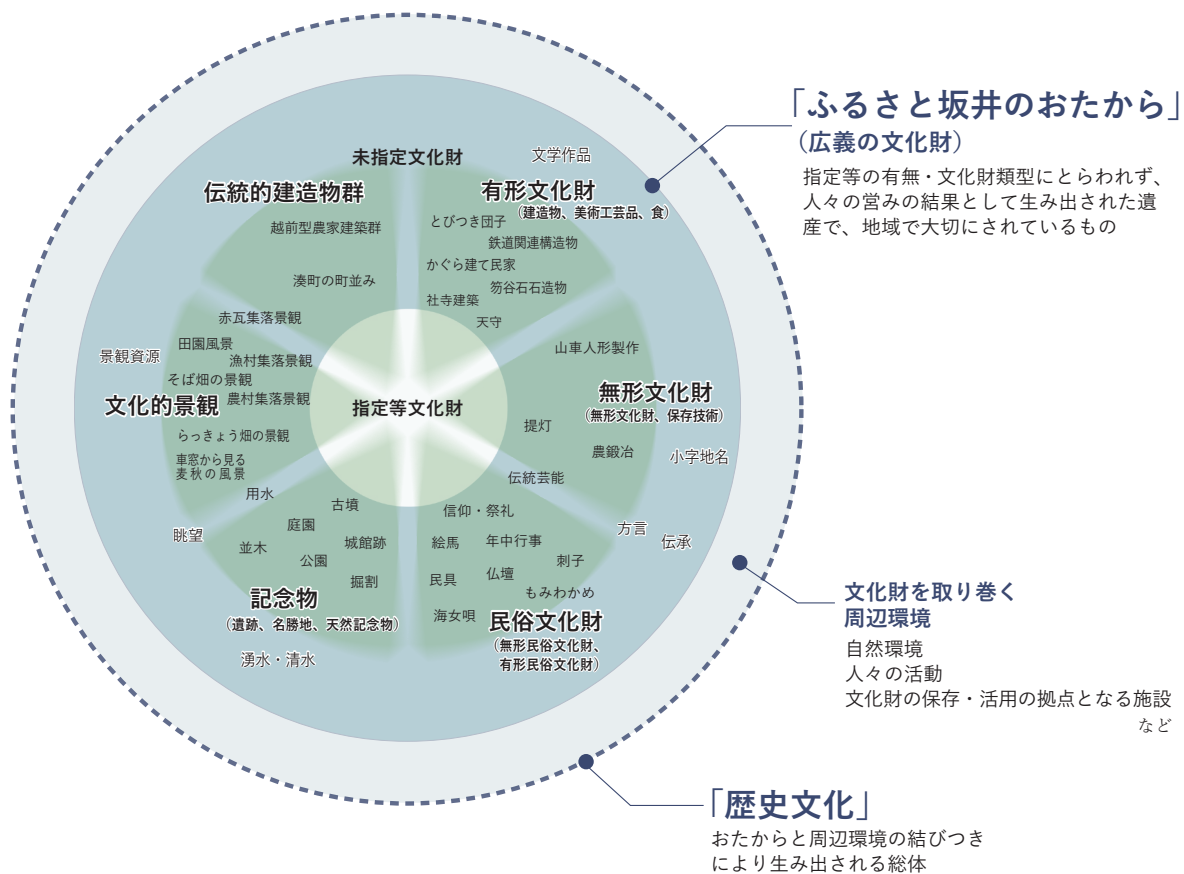 「ふるさと坂井のおたから」
（広義の文化財）
指定等の有無・文化財類型にとらわれず、
人々の営みの結果として生み出された遺
産で、地域で大切にされているもの
未指定文化財
文学作品
伝統的建造物群
越前型農家建築群
湊町の町並み
有形文化財
（建造物、美術工芸品、食）
とびつき団子
鉄道関連構造物
かぐら建て民家
笏谷石石造物
社寺建築
天守
赤瓦集落景観
田園風景
景観資源
漁村集落景観
そば畑の景観
文化的景観
農村集落景観
らっきょう畑の景観
車窓から見る
麦秋の風景
指定等文化財
山車人形製作
無形文化財
（無形文化財、保存技術）
提灯
農鍛冶
小字地名
伝統芸能
用水
眺望
古墳
庭園
並木
城館跡
公園
掘割
記念物
（遺跡、名勝地、天然記念物）
湧水・清水
信仰・祭礼
絵馬
年中行事
刺子
民具
仏壇
もみわかめ
海女唄
民俗文化財
（無形民俗文化財、
有形民俗文化財）
方言
伝承
文化財を取り巻く
周辺環境
自然環境
人々の活動
文化財の保存・活用の拠点となる施設
など
「歴史文化」
おたからと周辺環境の結びつき
により生み出される総体